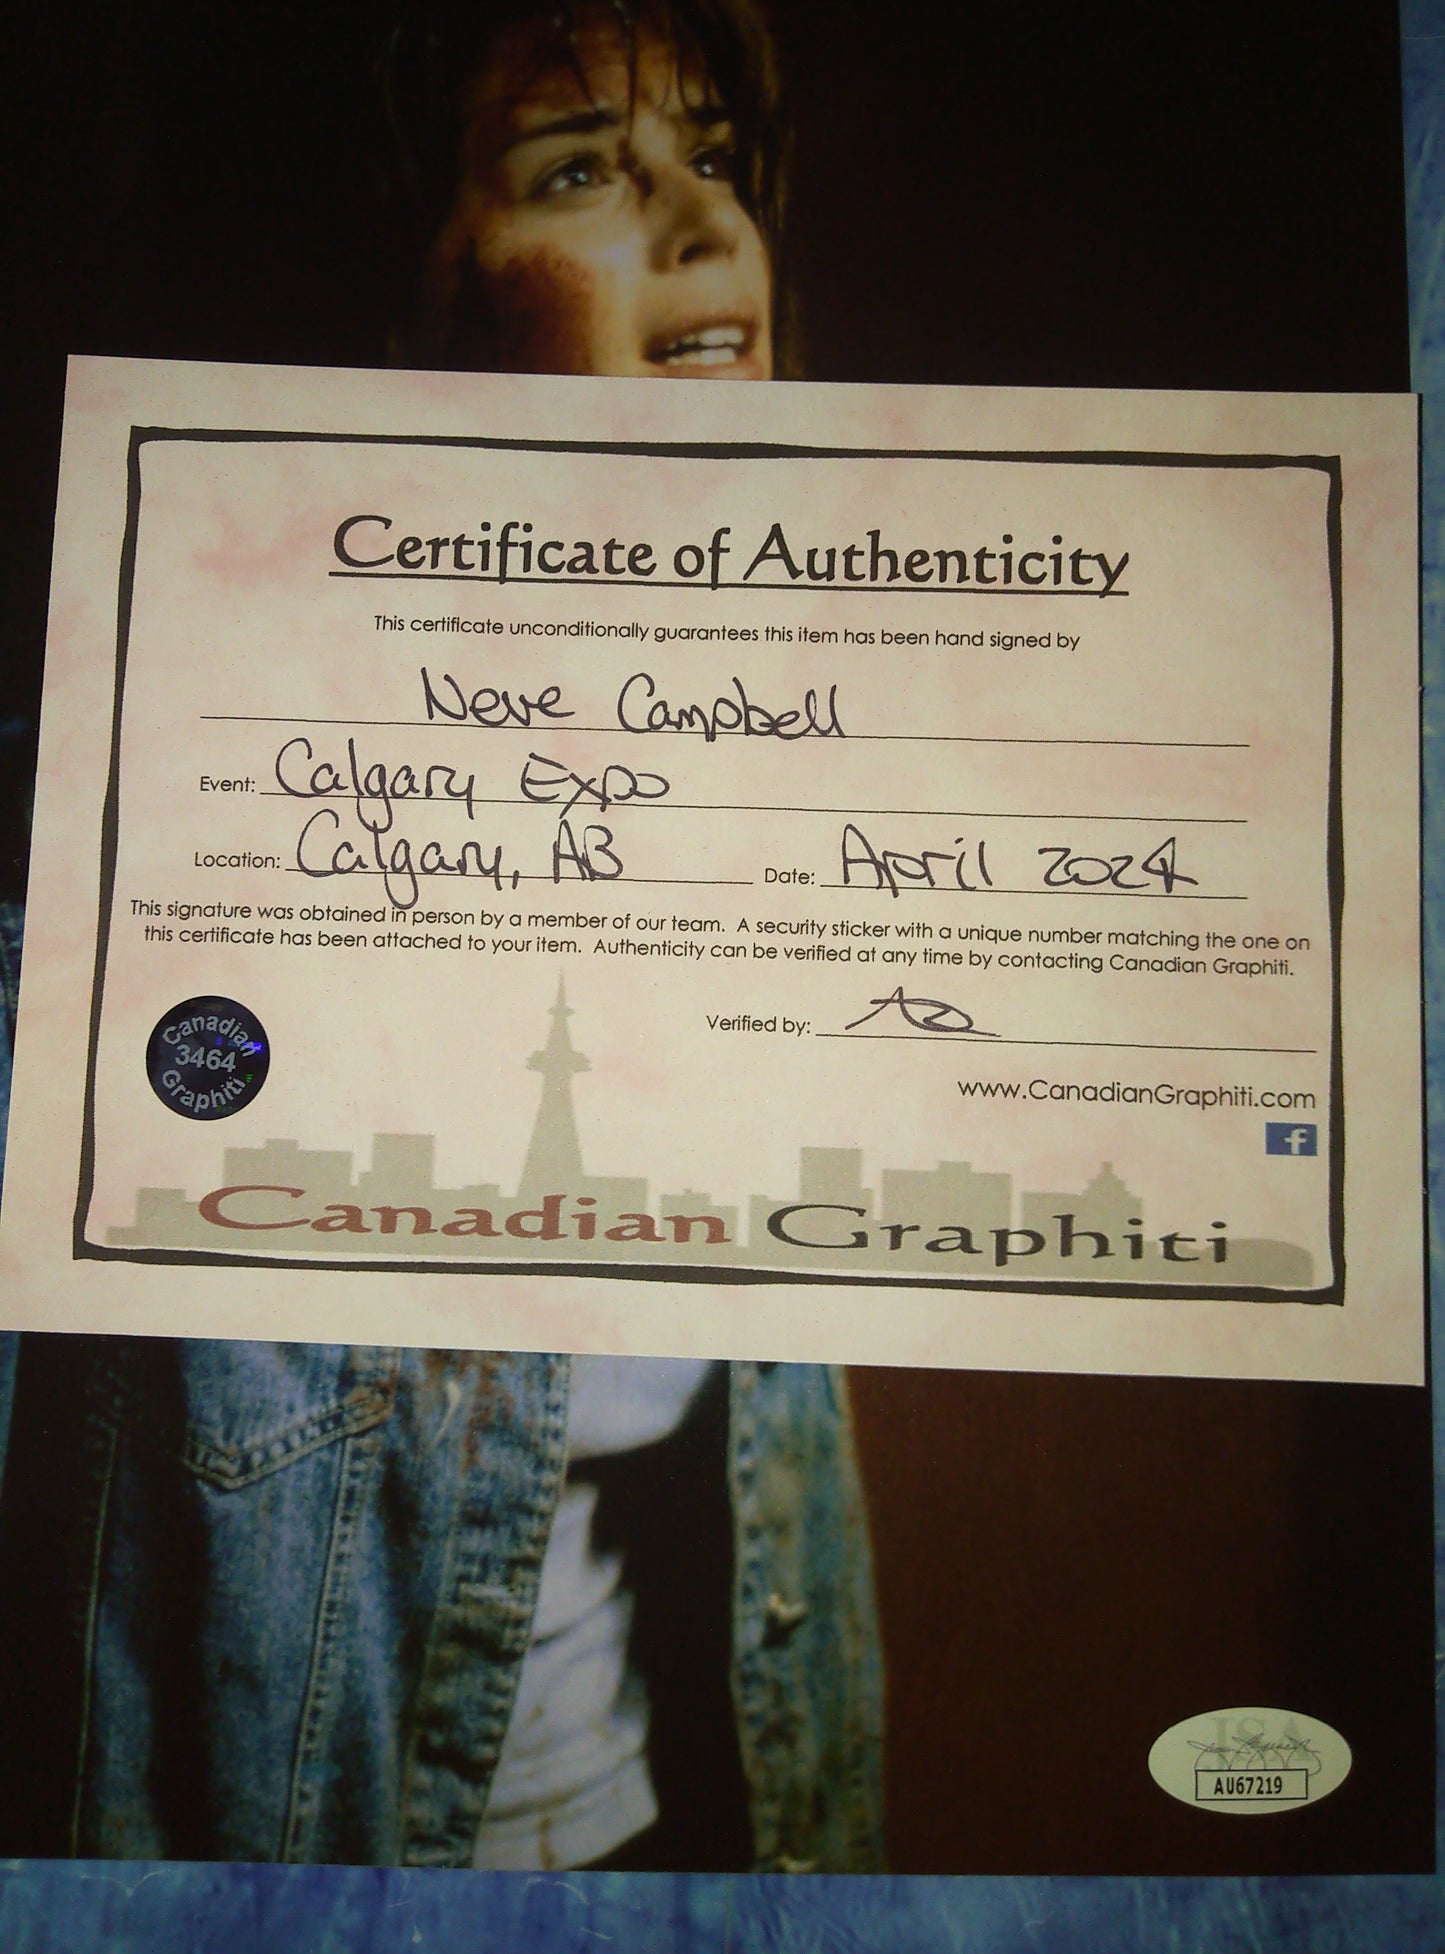 Certificate of Authenticity
This certificate unconditionally guarantees this item has been hand signed by
Neve Campbell
Event: Calgary Expo
Location: Calgary, AB Date: April 2024
This signature was obtained in person by a member of our team. A security sticker with a unique number matching the one on
this certificate has been attached to your item. Authenticity can be verified at any time by contacting Canadian Graphiti.
Verified by:
Canadian
3464
Graphiti
www.CanadianGraphiti.com
f
Canadian Graphiti
JSA
AU67219